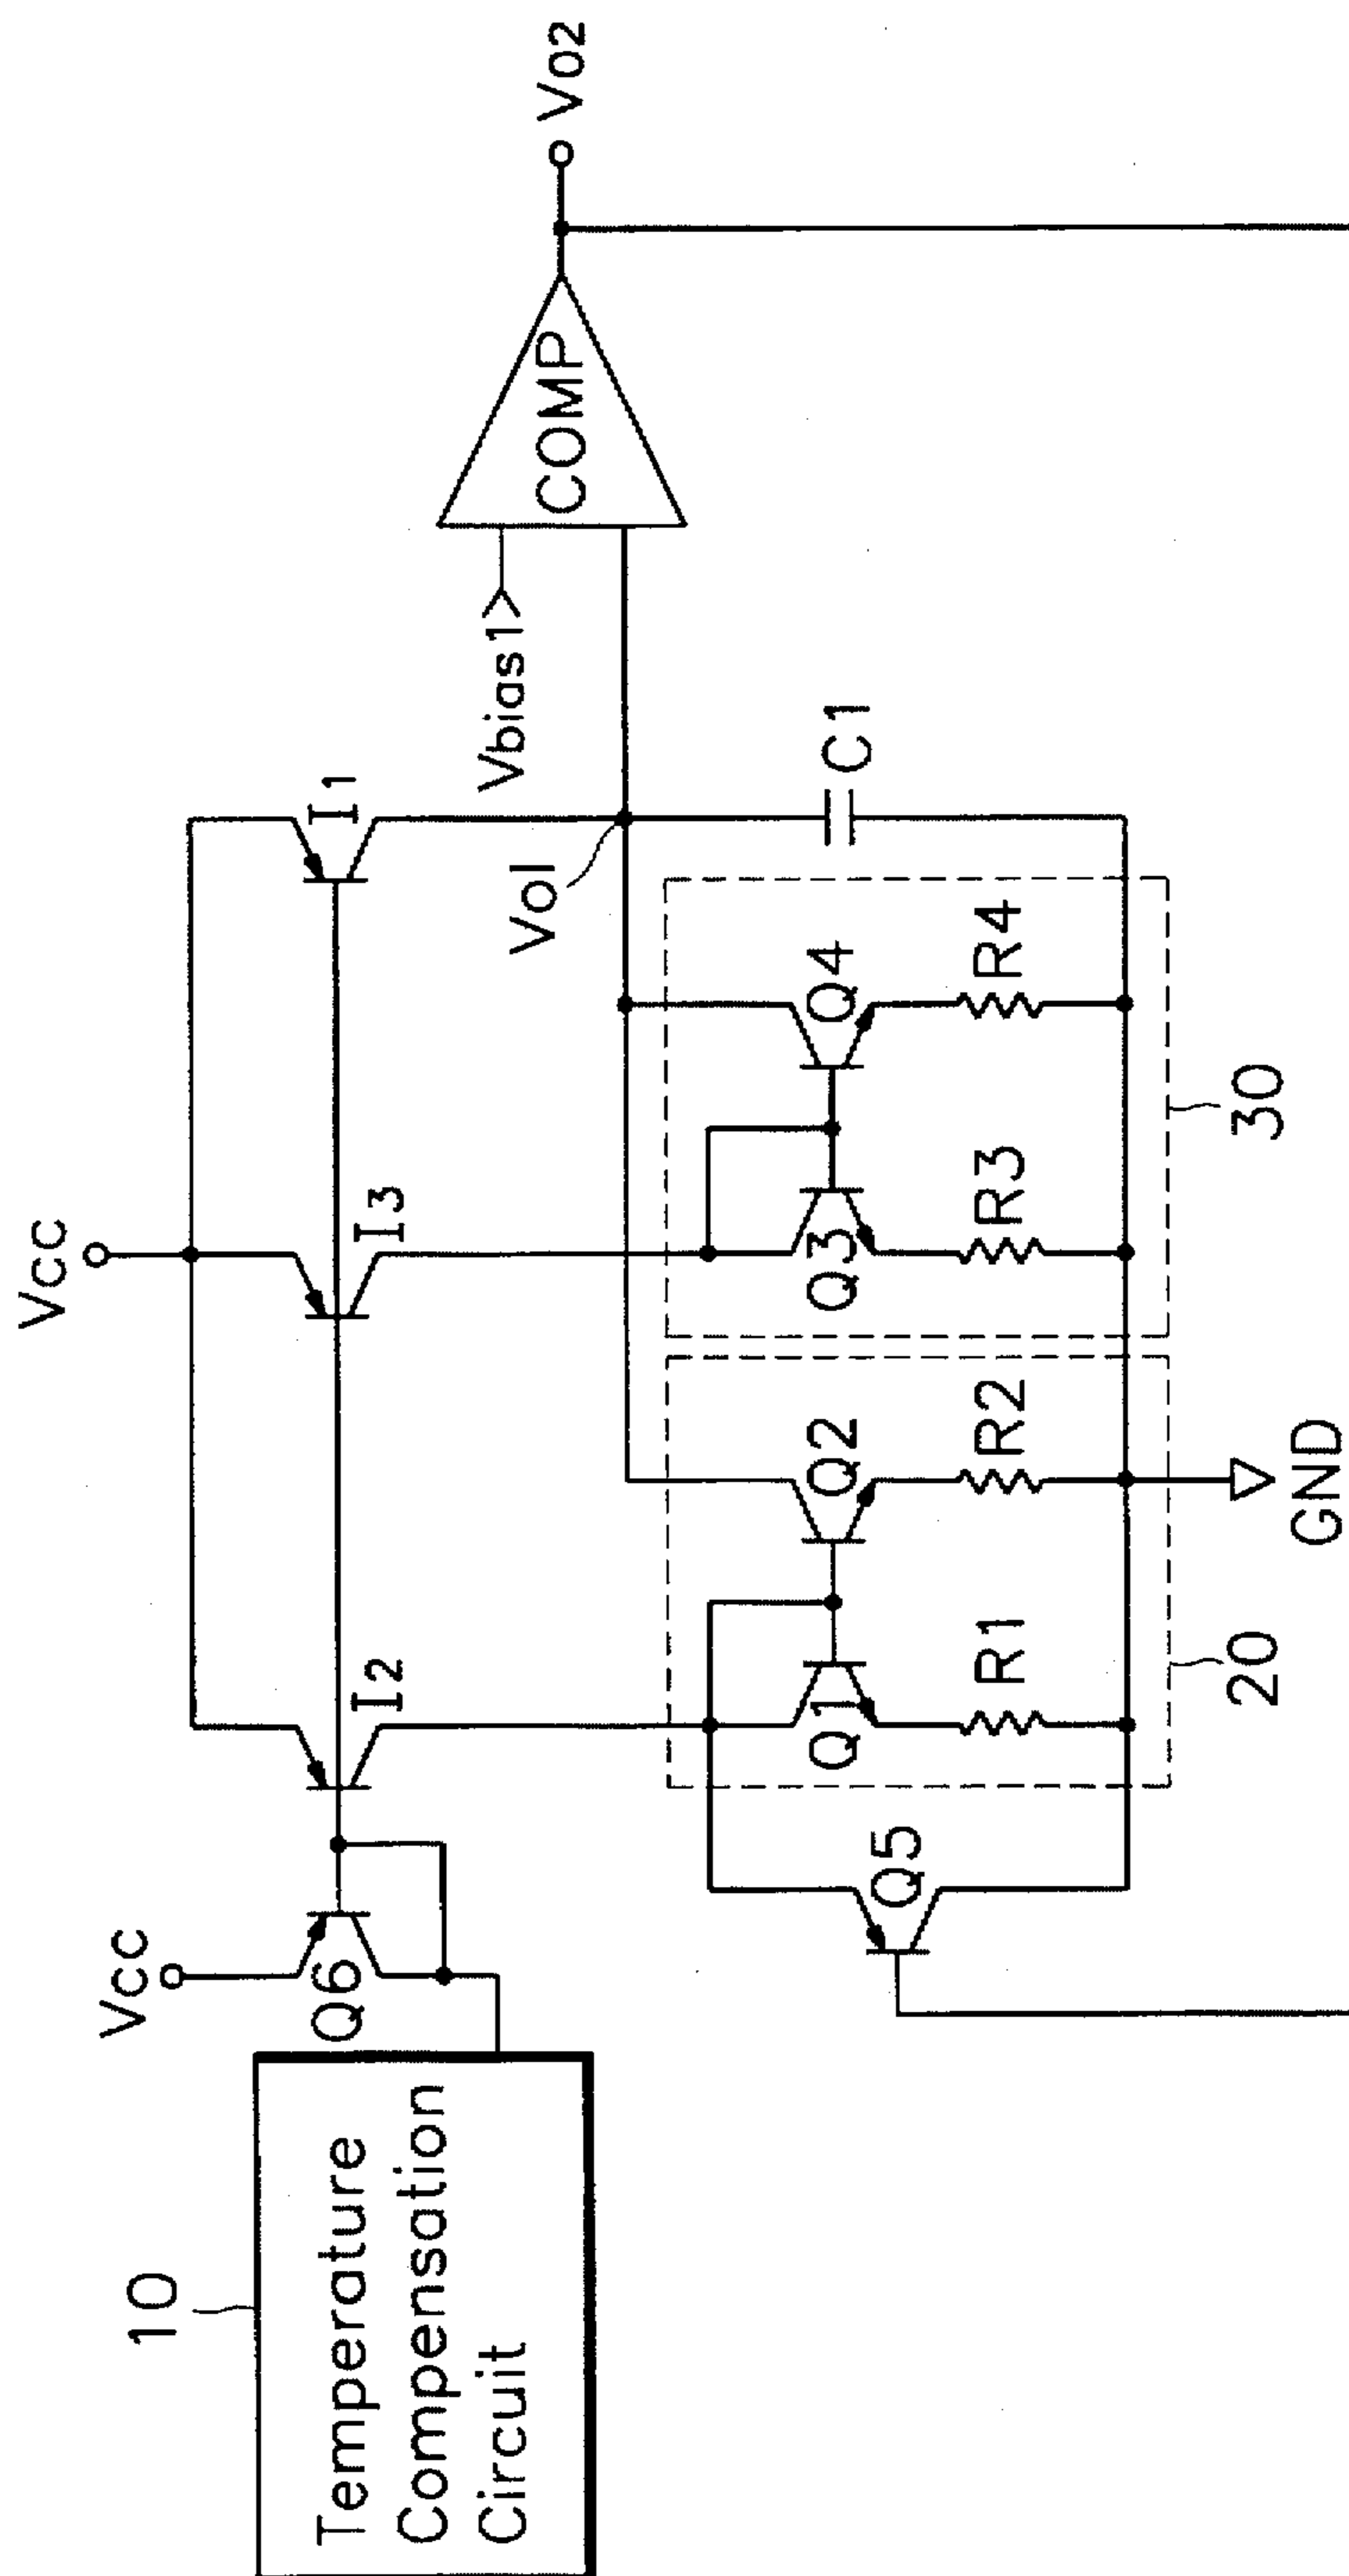 10
Temperature
Compensation
Circuit
Vcc
Q6
Vcc
I2
I3
I1
Vbias1
COMP
Vo2
Vol
Q5
Q1
Q2
Q3
Q4
R1
R2
R3
R4
C1
20
30
GND